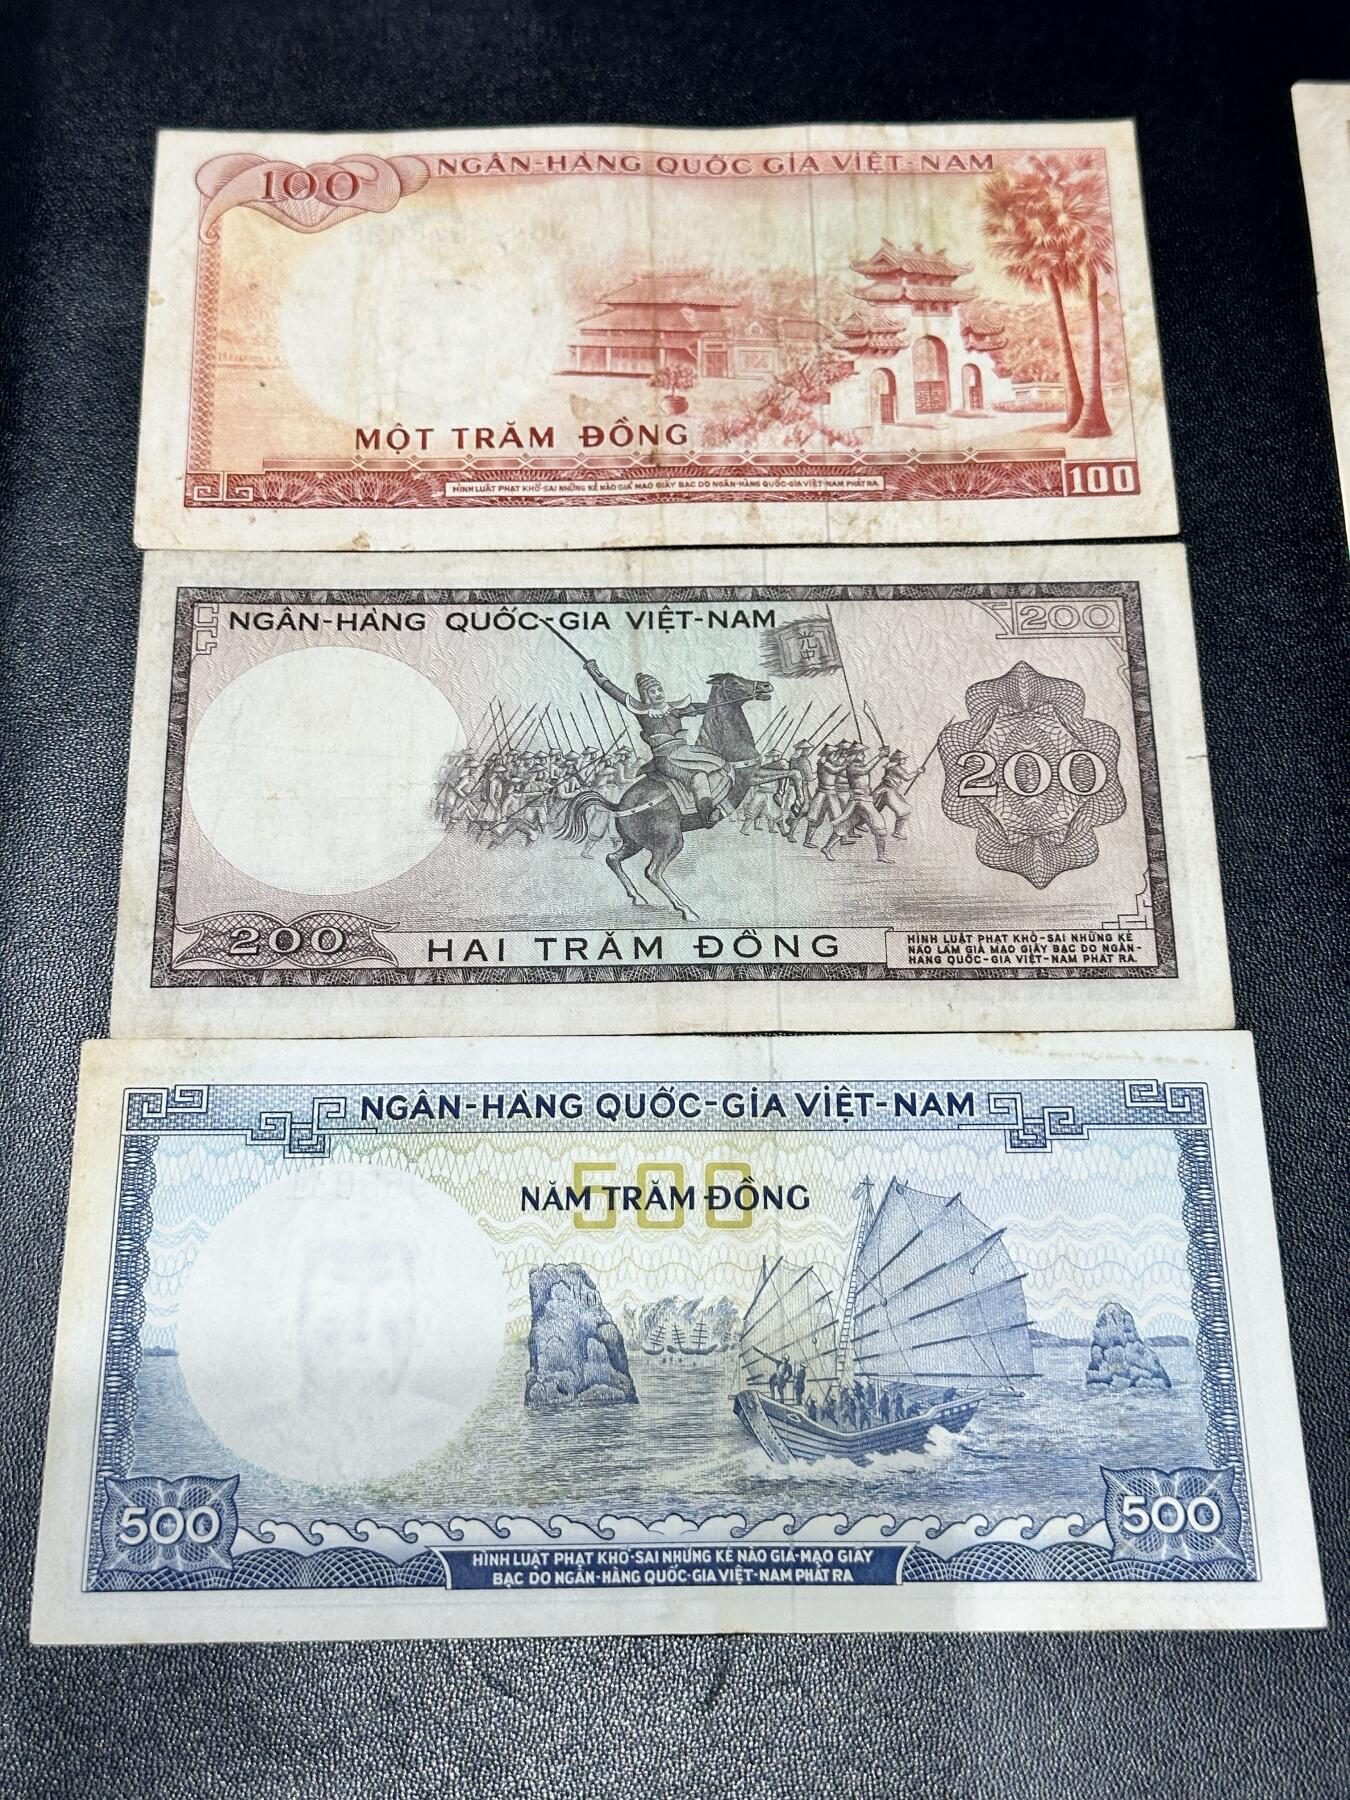 100
NGÂN-HÀNG QUỐC GIA VIỆT-NAM
MỘT TRĂM ĐỒNG
HÌNH LUẬT PHẠT KHỔ-SAI NHỮNG KẺ NÀO GIẢ MẠO GIẤY BẠC DO NGÂN-HÀNG QUỐC-GIA VIỆT-NAM PHÁT RA
100
NGÂN-HÀNG QUỐC-GIA VIỆT-NAM
200
200
200
HAI TRĂM ĐỒNG
HÌNH LUẬT PHẠT KHỔ-SAI NHỮNG KẺ
NÀO LÀM GIẢ MẠO GIẤY BẠC DO NGÂN-
HÀNG QUỐC-GIA VIỆT-NAM PHÁT RA.
NGÂN-HÀNG QUỐC-GIA VIỆT-NAM
500
NĂM TRĂM ĐỒNG
500
500
HÌNH LUẬT PHẠT KHỔ-SAI NHỮNG KẺ NÀO GIẢ-MẠO GIẤY
BẠC DO NGÂN-HÀNG QUỐC-GIA VIỆT-NAM PHÁT RA